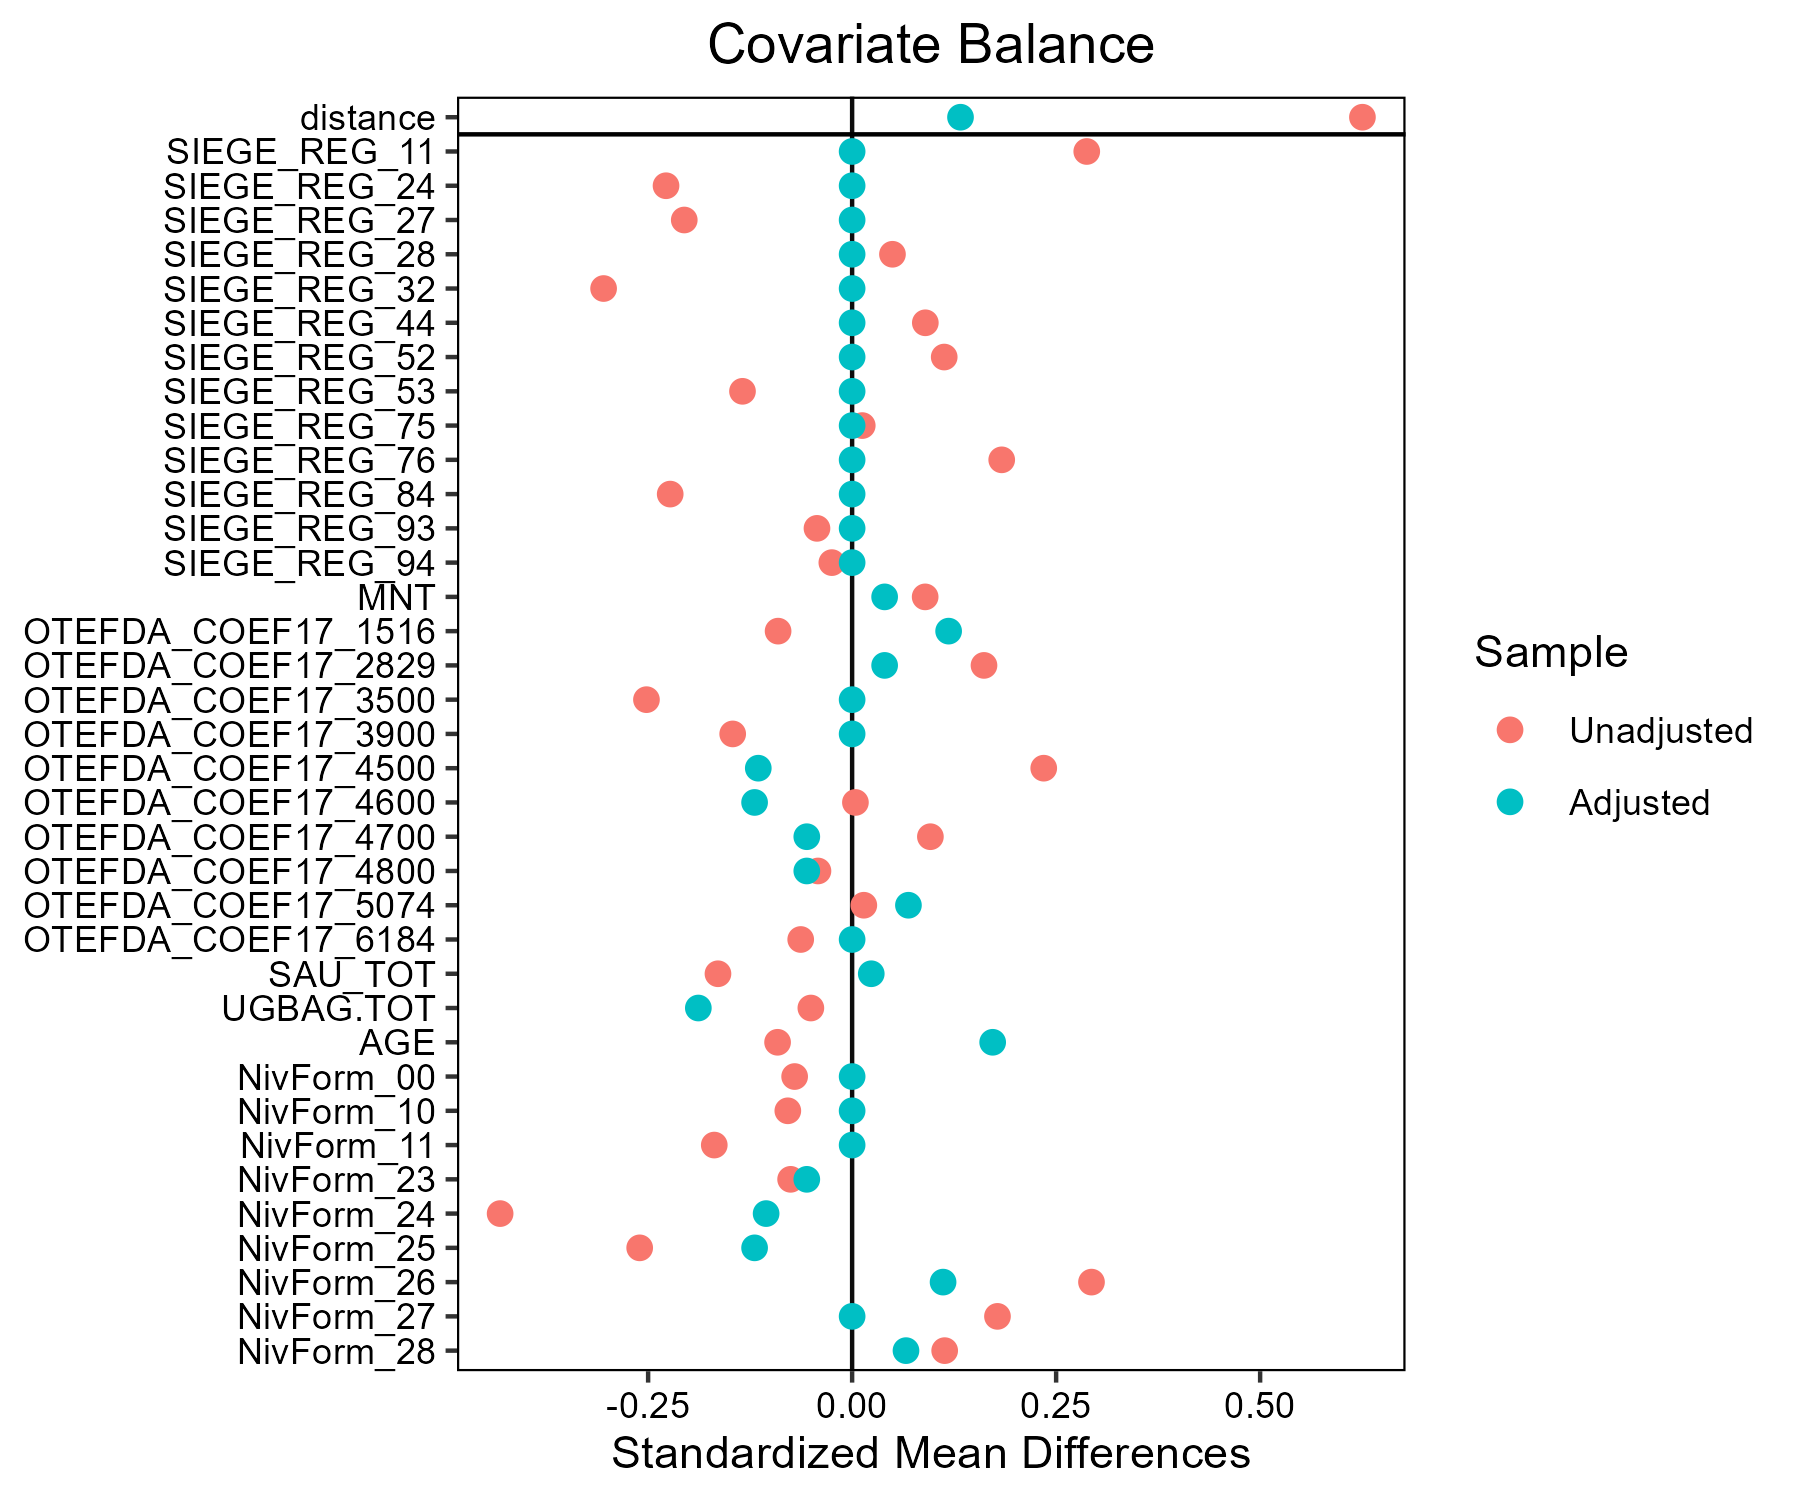 Covariate Balance
distance
SIEGE_REG_11
SIEGE_REG_24
SIEGE_REG_27
SIEGE_REG_28
SIEGE_REG_32
SIEGE_REG_44
SIEGE_REG_52
SIEGE_REG_53
SIEGE_REG_75
SIEGE_REG_76
SIEGE_REG_84
SIEGE_REG_93
SIEGE_REG_94
MNT
OTEFDA_COEF17_1516
OTEFDA_COEF17_2829
OTEFDA_COEF17_3500
OTEFDA_COEF17_3900
OTEFDA_COEF17_4500
OTEFDA_COEF17_4600
OTEFDA_COEF17_4700
OTEFDA_COEF17_4800
OTEFDA_COEF17_5074
OTEFDA_COEF17_6184
SAU_TOT
UGBAG.TOT
AGE
NivForm_00
NivForm_10
NivForm_11
NivForm_23
NivForm_24
NivForm_25
NivForm_26
NivForm_27
NivForm_28
-0.25 0.00 0.25 0.50
Standardized Mean Differences
Sample
Unadjusted
Adjusted